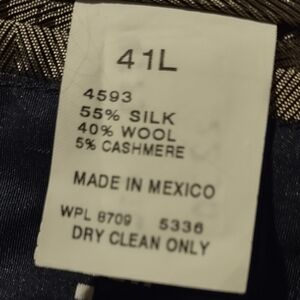 41L
4593
55% SILK
40% WOOL
5% CASHMERE
MADE IN MEXICO
WPL 8709 5336
DRY CLEAN ONLY